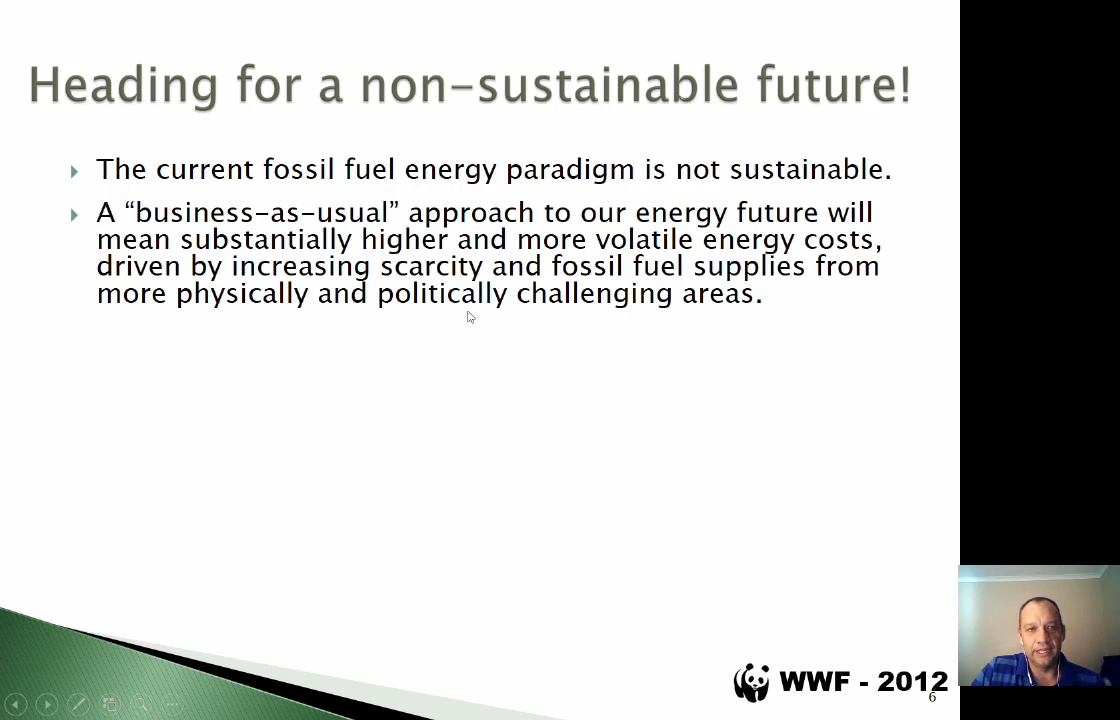 Heading for a non-sustainable future!
The current fossil fuel energy paradigm is not sustainable.
A “business-as-usual” approach to our energy future will
mean substantially higher and more volatile energy costs,
driven by increasing scarcity and fossil fuel supplies from
more physically and politically challenging areas.
WWF - 2012
6